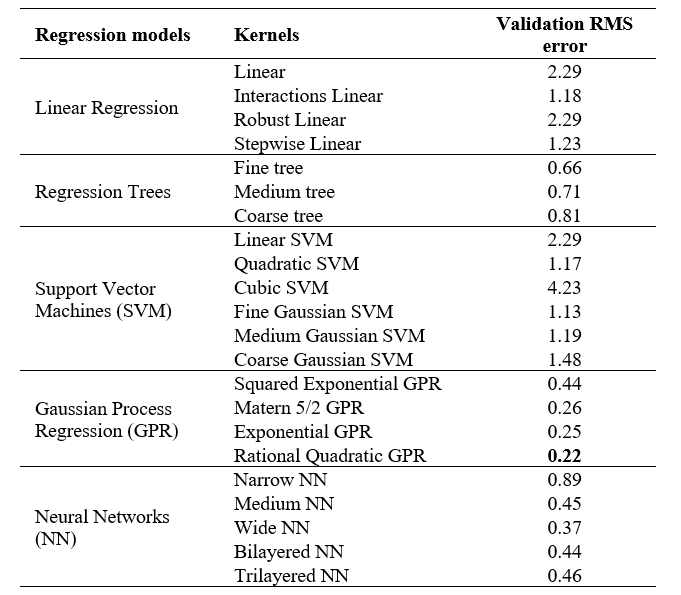 Regression models Kernels Validation RMS
error
Linear Regression
Linear 2.29
Interactions Linear 1.18
Robust Linear 2.29
Stepwise Linear 1.23
Regression Trees
Fine tree 0.66
Medium tree 0.71
Coarse tree 0.81
Support Vector
Machines (SVM)
Linear SVM 2.29
Quadratic SVM 1.17
Cubic SVM 4.23
Fine Gaussian SVM 1.13
Medium Gaussian SVM 1.19
Coarse Gaussian SVM 1.48
Gaussian Process
Regression (GPR)
Squared Exponential GPR 0.44
Matern 5/2 GPR 0.26
Exponential GPR 0.25
Rational Quadratic GPR 0.22
Neural Networks
(NN)
Narrow NN 0.89
Medium NN 0.45
Wide NN 0.37
Bilayered NN 0.44
Trilayered NN 0.46